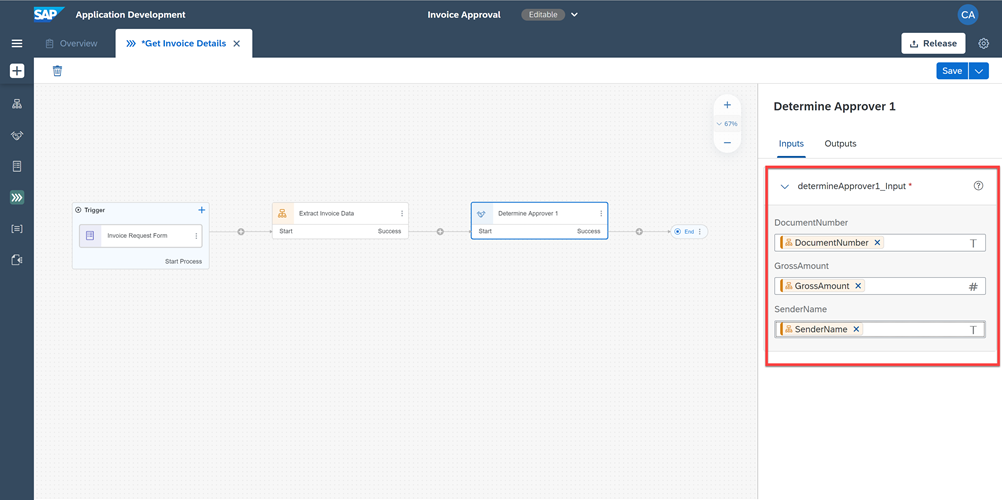 SAP Application Development Invoice Approval Editable CA
Overview *Get Invoice Details Release
Save
67%
Trigger
Invoice Request Form
Start Process
Extract Invoice Data
Start Success
Determine Approver 1
Start Success
End
Determine Approver 1
Inputs Outputs
determineApprover1_Input *
DocumentNumber
DocumentNumber T
GrossAmount
GrossAmount #
SenderName
SenderName T